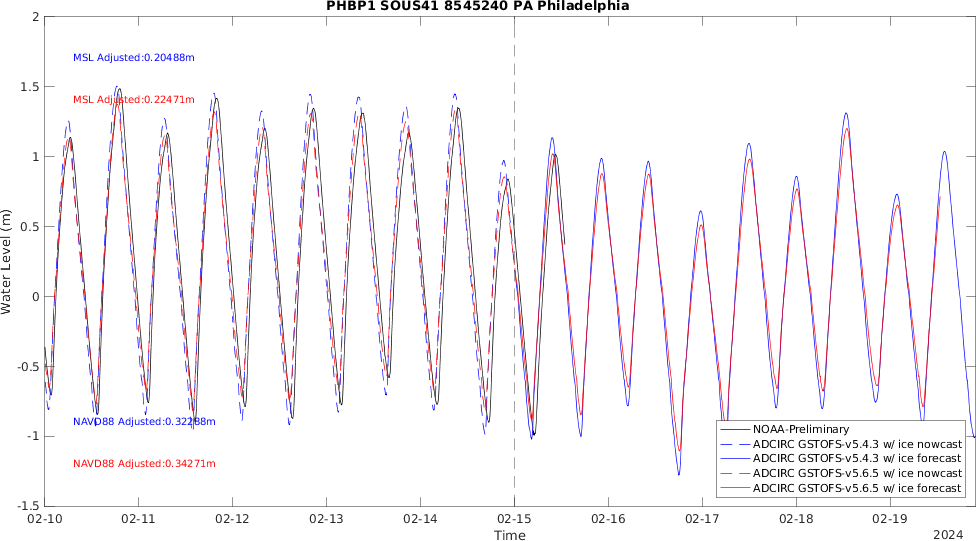 PHBP1 SOUS41 8545240 PA Philadelphia
2
1.5
1
0.5
0
-0.5
-1
-1.5
Water Level (m)
MSL Adjusted:0.20488m
MSL Adjusted:0.22471m
NAVD88 Adjusted:0.32288m
NAVD88 Adjusted:0.34271m
NOAA-Preliminary
ADCIRC GSTOFS-v5.4.3 w/ ice nowcast
ADCIRC GSTOFS-v5.4.3 w/ ice forecast
ADCIRC GSTOFS-v5.6.5 w/ ice nowcast
ADCIRC GSTOFS-v5.6.5 w/ ice forecast
02-10 02-11 02-12 02-13 02-14 02-15 02-16 02-17 02-18 02-19
Time
2024